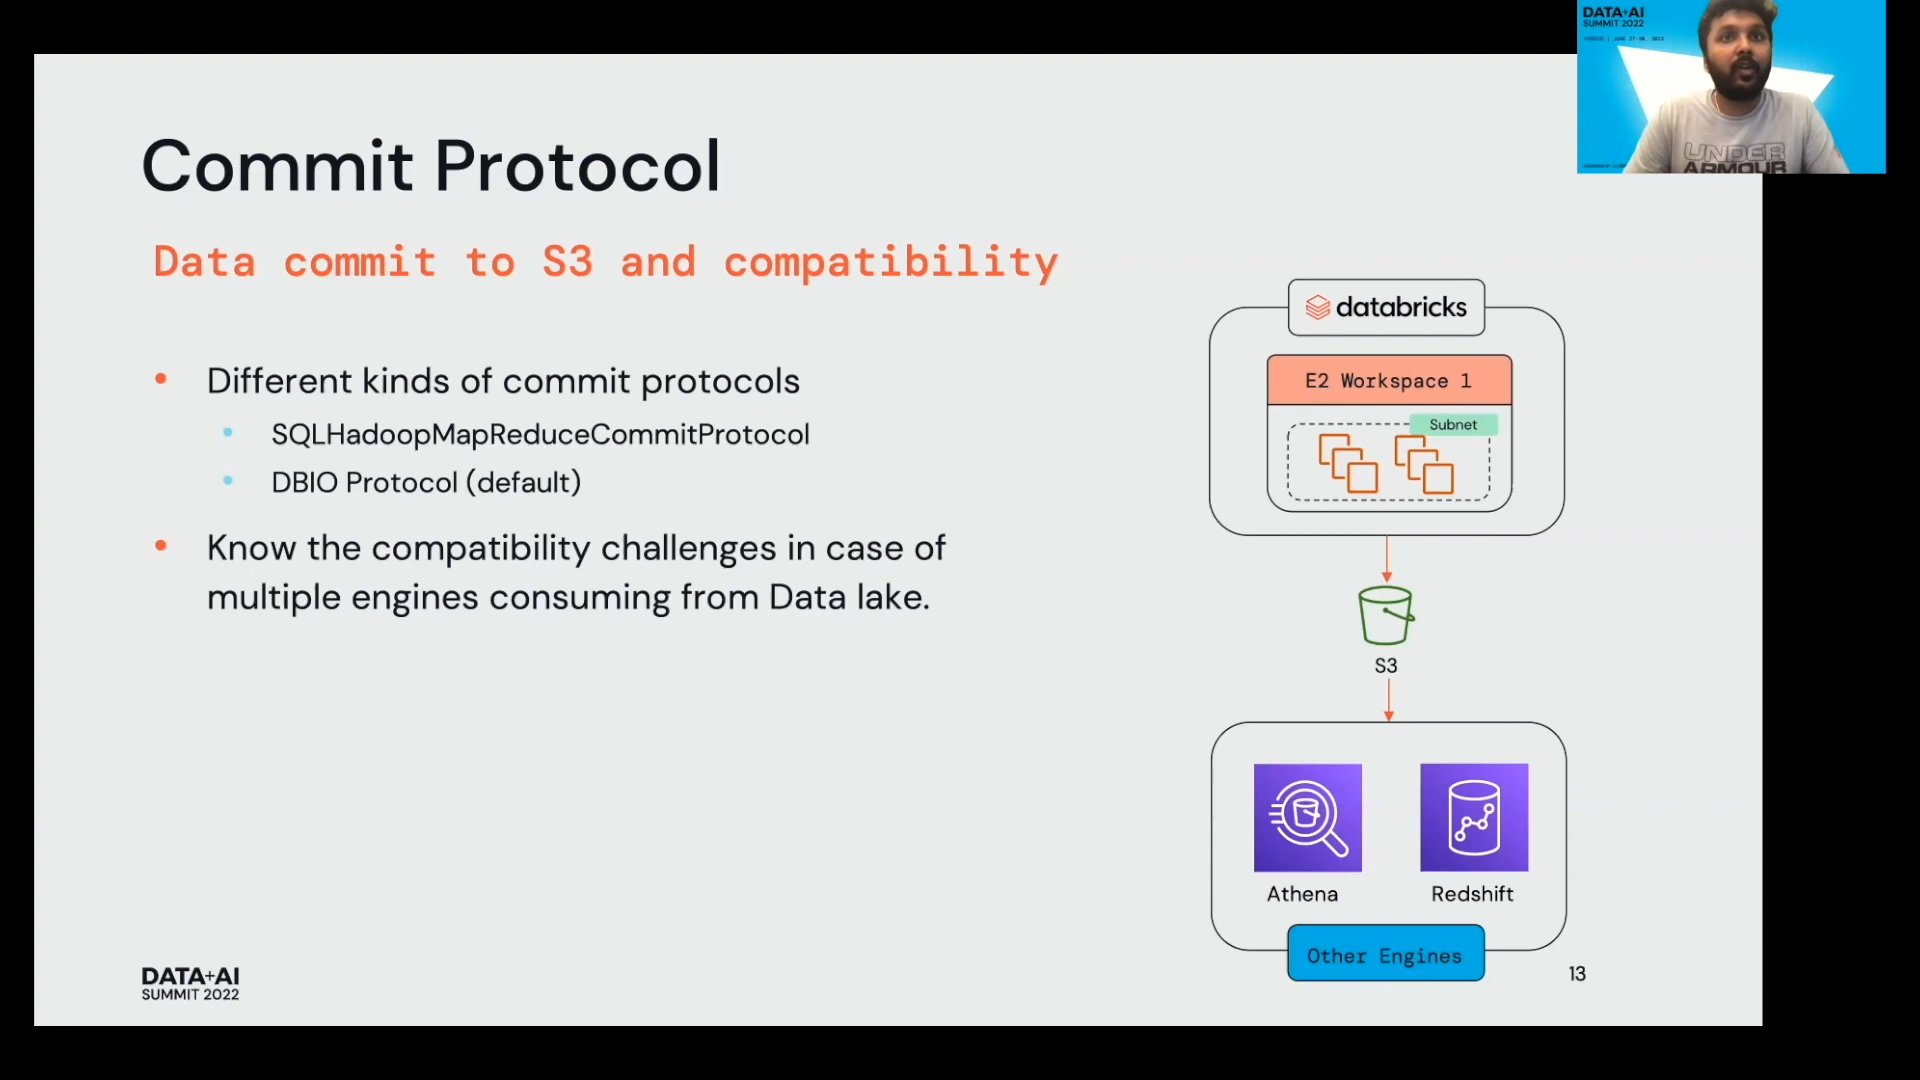 Commit Protocol
Data commit to S3 and compatibility
• Different kinds of commit protocols
• SQLHadoopMapReduceCommitProtocol
• DBIO Protocol (default)
• Know the compatibility challenges in case of
multiple engines consuming from Data lake.
databricks
E2 Workspace 1
Subnet
S3
Athena
Redshift
Other Engines
DATA+AI
SUMMIT 2022
13
DATA+AI
SUMMIT 2022
UNDER
ARMOUR